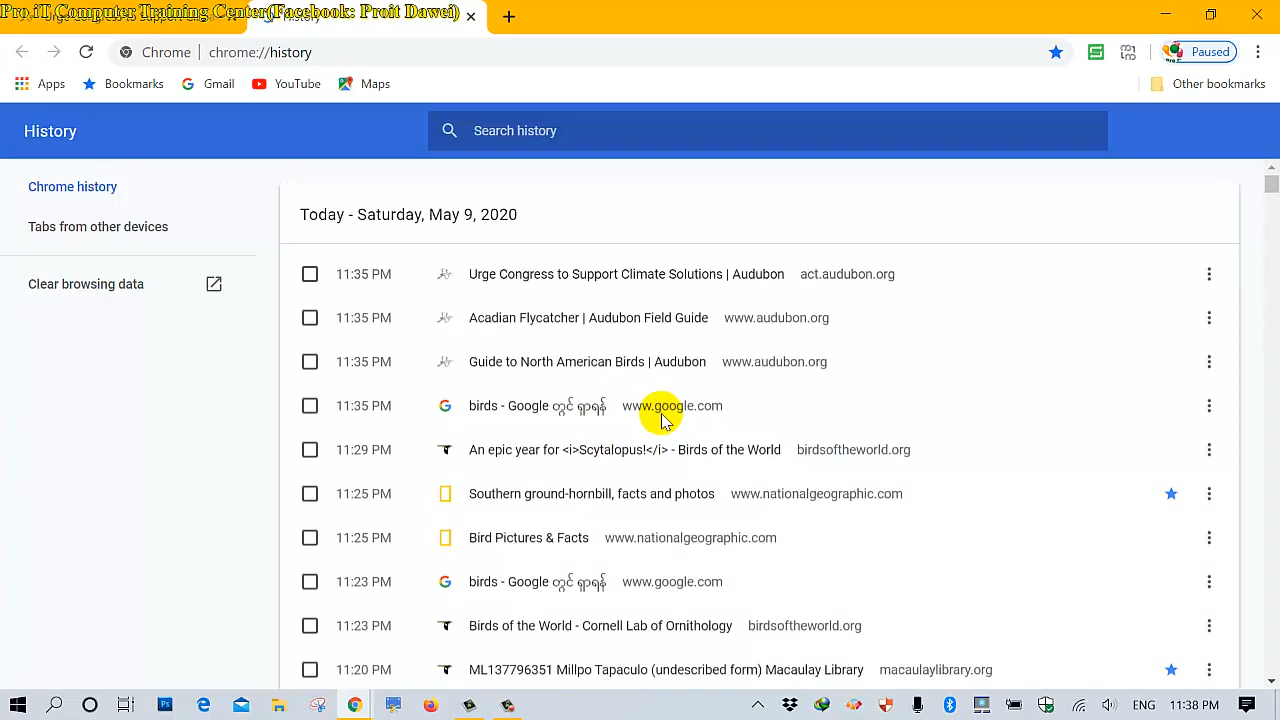 Pro iT Computer Training Center(Facebook: Proit Dawei)
Paused
Chrome
chrome://history
Apps
Bookmarks
Gmail
YouTube
Maps
Other bookmarks
History
Search history
Chrome history
Tabs from other devices
Clear browsing data
Today - Saturday, May 9, 2020
11:35 PM Urge Congress to Support Climate Solutions | Audubon act.audubon.org
11:35 PM Acadian Flycatcher | Audubon Field Guide www.audubon.org
11:35 PM Guide to North American Birds | Audubon www.audubon.org
11:35 PM birds - Google တွင် ရှာရန် www.google.com
11:29 PM An epic year for <i>Scytalopus!</i> - Birds of the World birdsoftheworld.org
11:25 PM Southern ground-hornbill, facts and photos www.nationalgeographic.com
11:25 PM Bird Pictures & Facts www.nationalgeographic.com
11:23 PM birds - Google တွင် ရှာရန် www.google.com
11:23 PM Birds of the World - Cornell Lab of Ornithology birdsoftheworld.org
11:20 PM ML137796351 Millpo Tapaculo (undescribed form) Macaulay Library macaulaylibrary.org
ENG
11:38 PM